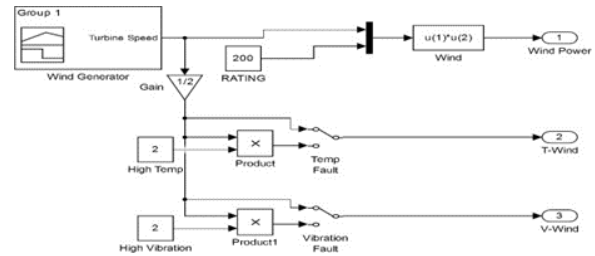 Group 1
Turbine Speed
Wind Generator
200
RATING
u(1)*u(2)
Wind
1
Wind Power
Gain
1/2
2
High Temp
×
Product
Temp
Fault
2
T-Wind
2
High Vibration
×
Product1
Vibration
Fault
3
V-Wind